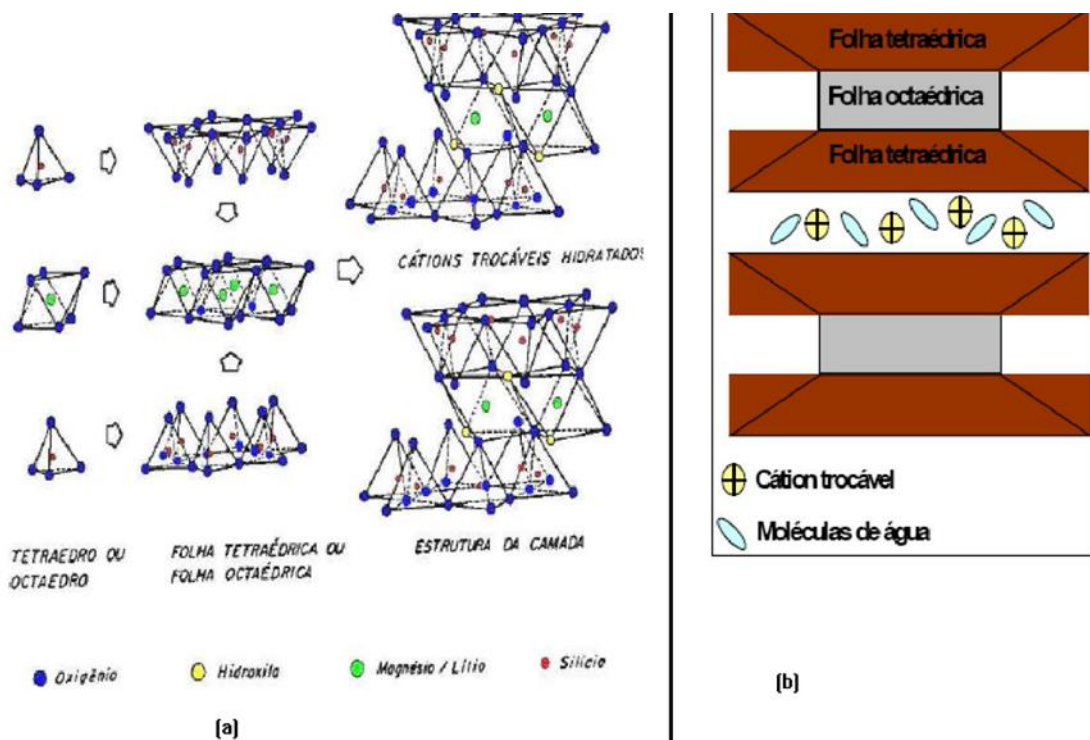 CÁTIONS TROCÁVEIS HIDRATADOS
TETRAEDRO OU
OCTAEDRO
FOLHA TETRAÉDRICA OU
FOLHA OCTAÉDRICA
ESTRUTURA DA CAMADA
Oxigênio
Hidroxila
Magnésio / Lítio
Silício
(a)
Folha tetraédrica
Folha octaédrica
Folha tetraédrica
Cátion trocável
Moléculas de água
(b)